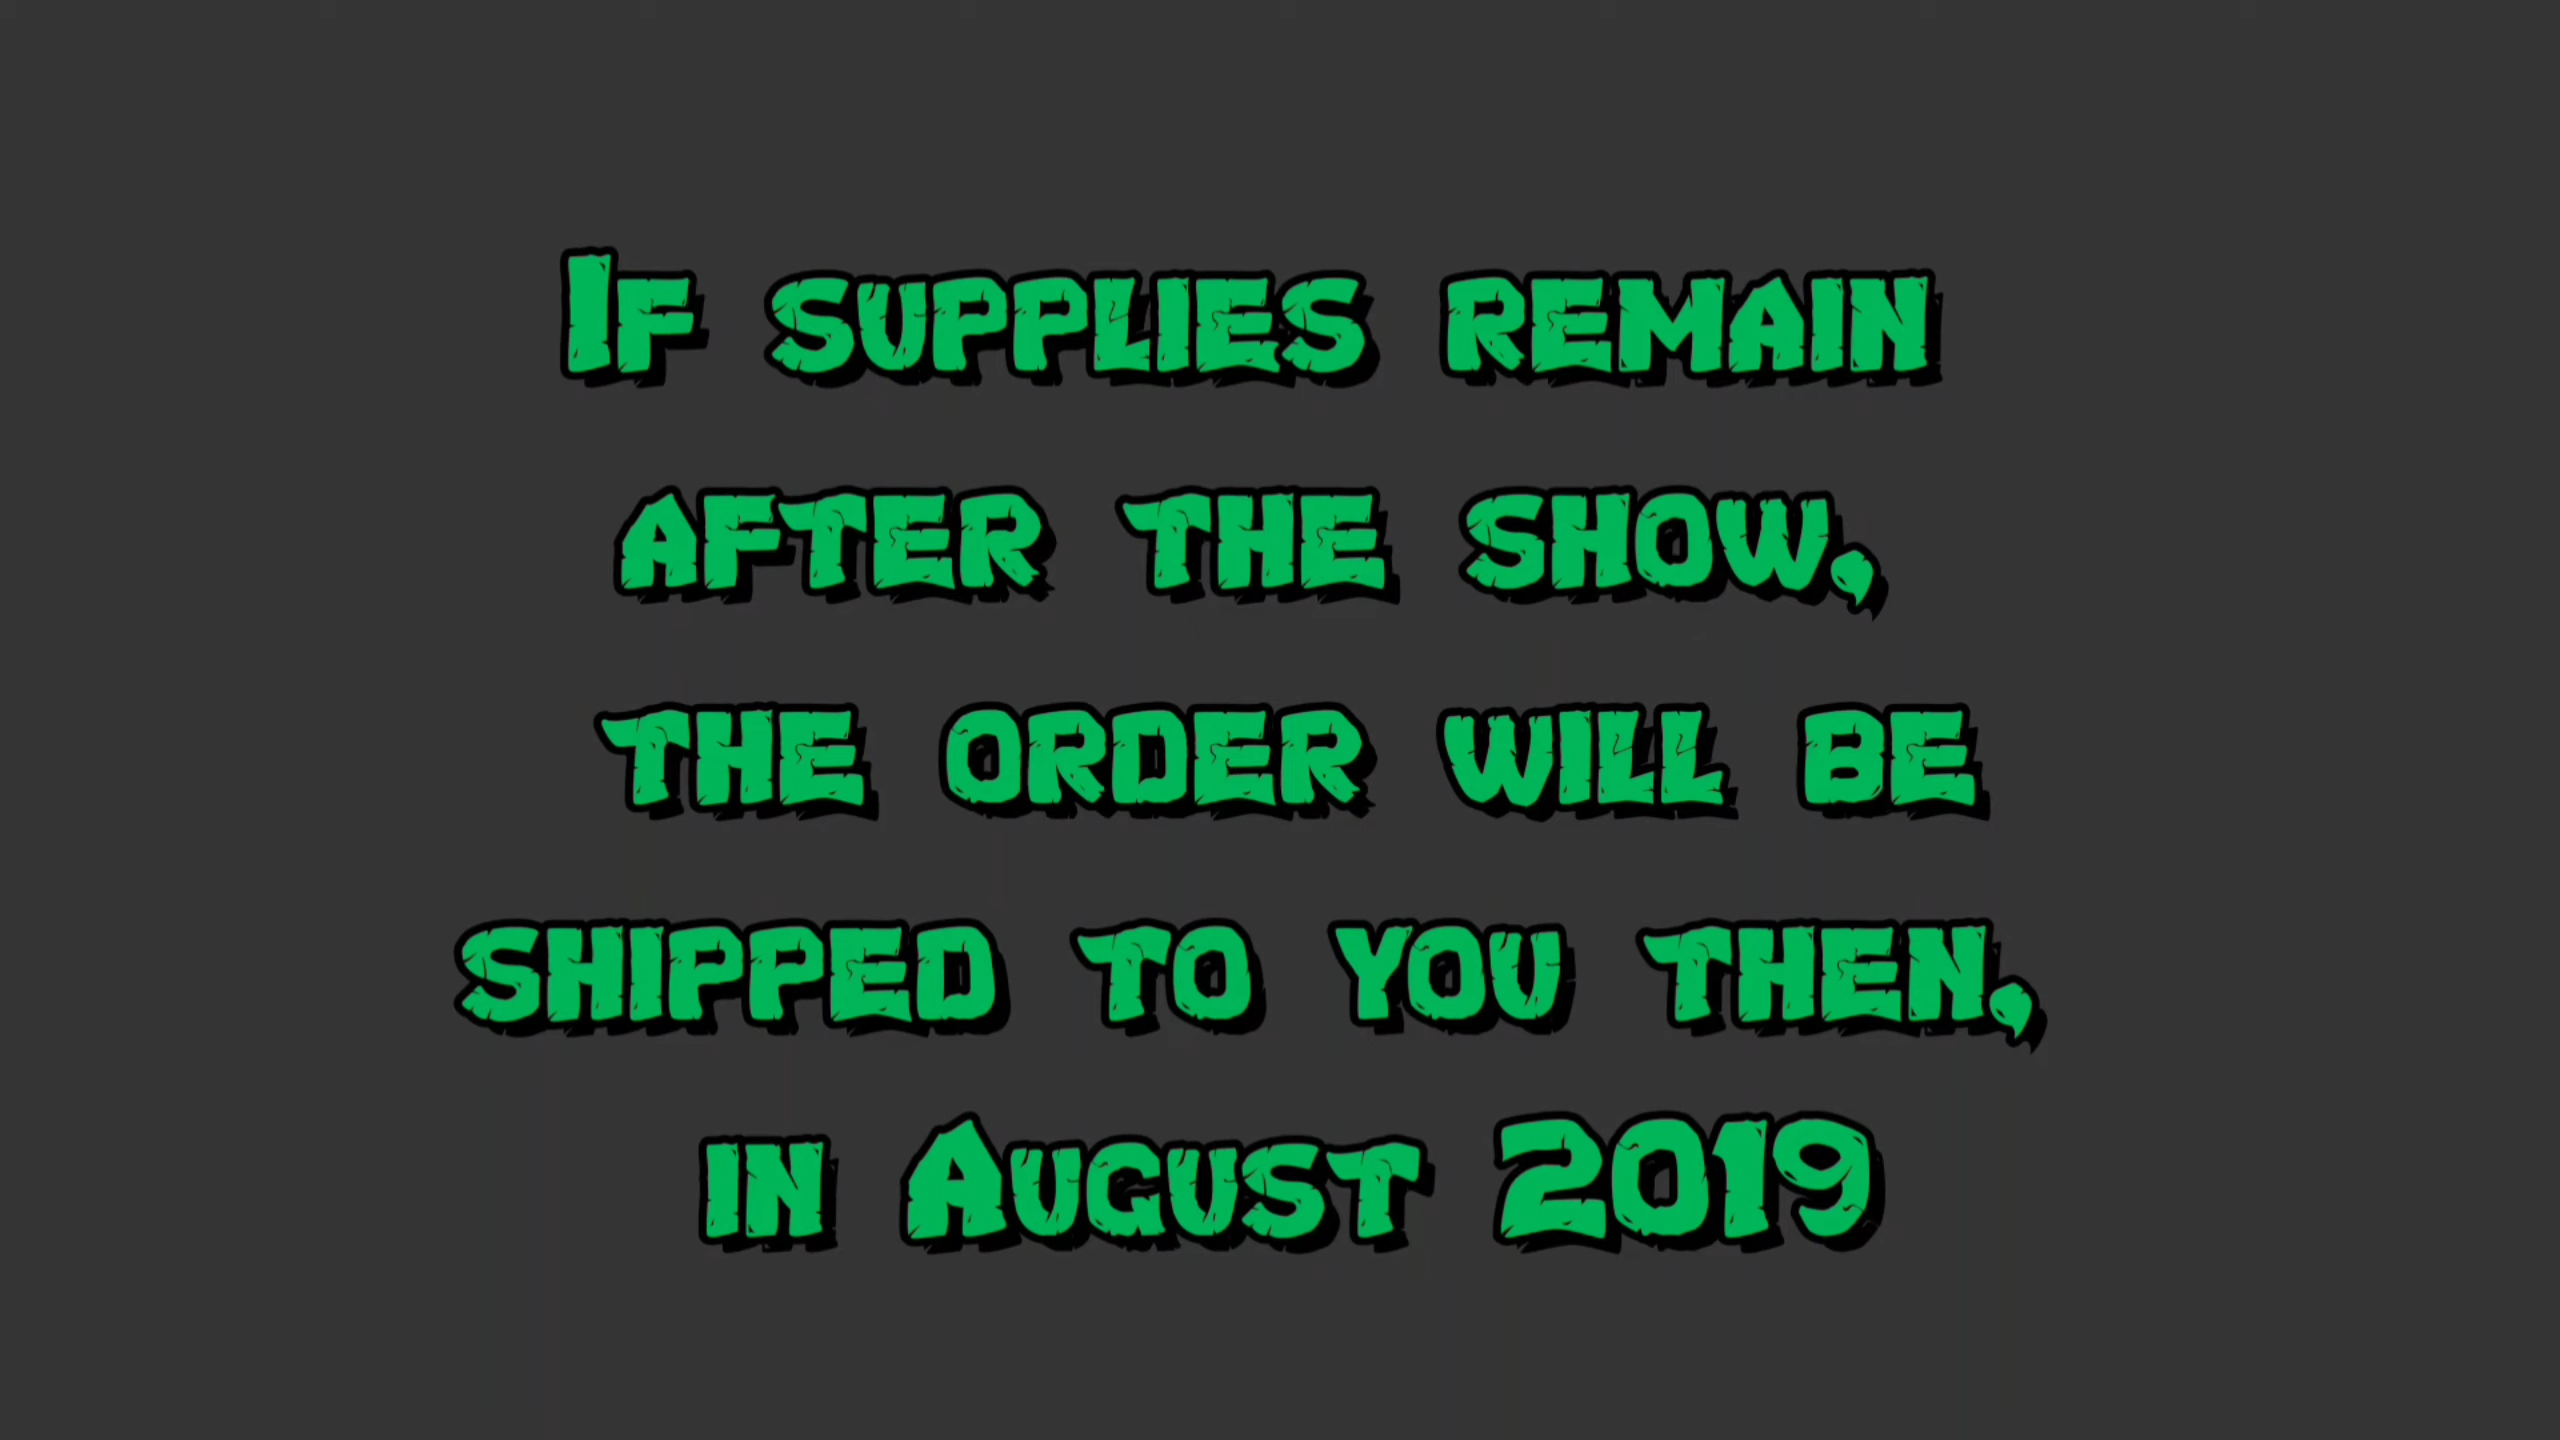 If supplies remain
after the show,
the order will be
shipped to you then,
in August 2019